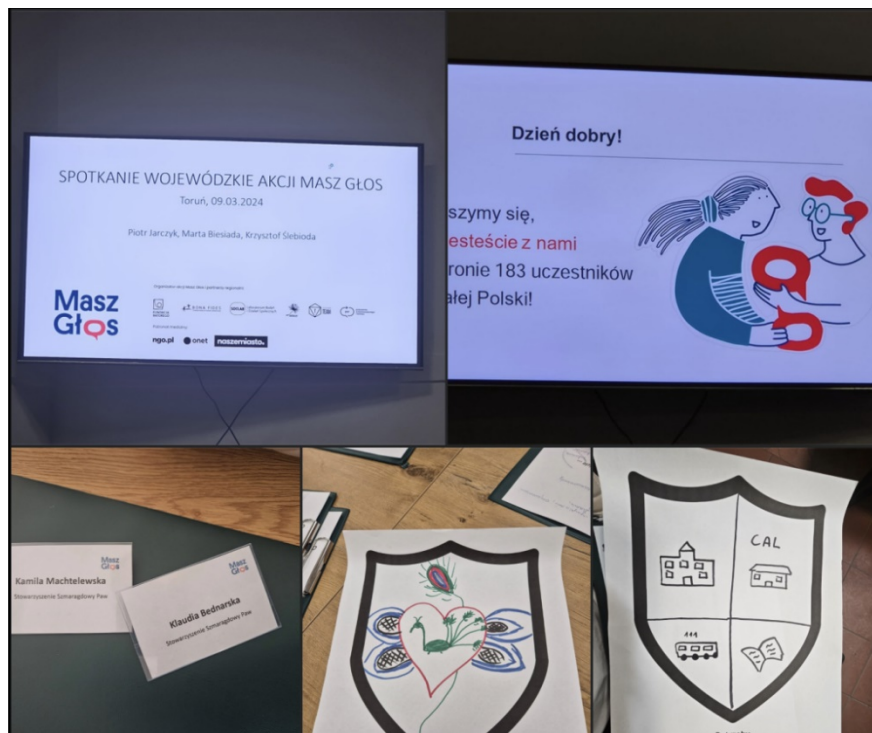 SPOTKANIE WOJEWÓDZKIE AKCJI MASZ GŁOS
Toruń, 09.03.2024
Piotr Jarczyk, Marta Biesiada, Krzysztof Ślebioda
Masz
Głos
ngo.pl onet naszemiasto.
Dzień dobry!
szymy się,
esteście z nami
ronie 183 uczestników
ałej Polski!
Masz
Głos
Kamila Machtelewska
Stowarzyszenie Szmaragdowy Paw
Masz
Głos
Klaudia Bednarska
Stowarzyszenie Szmaragdowy Paw
CAL